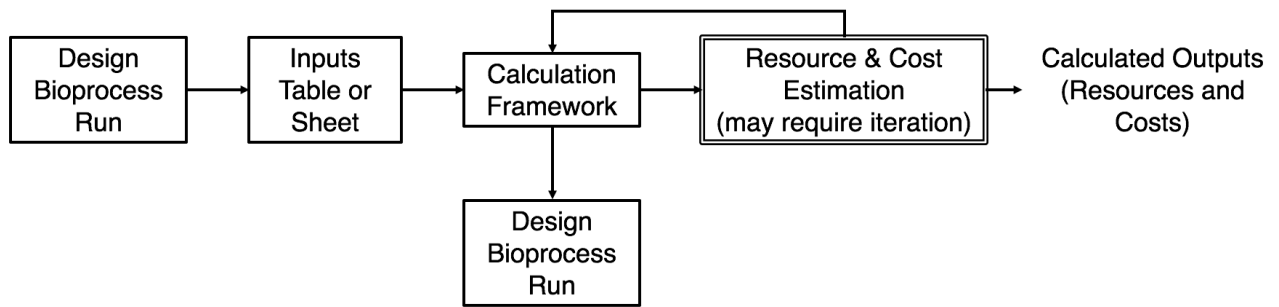 Design
Bioprocess
Run
Inputs
Table or
Sheet
Calculation
Framework
Resource & Cost
Estimation
(may require iteration)
Calculated Outputs
(Resources and
Costs)
Design
Bioprocess
Run